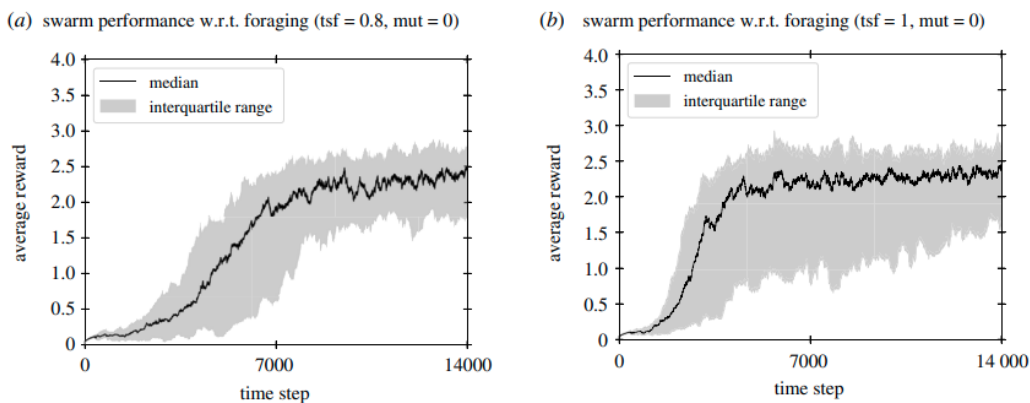 (a) swarm performance w.r.t. foraging (tsf = 0.8, mut = 0)
4.0
3.5
3.0
2.5
2.0
1.5
1.0
0.5
0
average reward
median
interquartile range
0
7000
14000
time step
(b) swarm performance w.r.t. foraging (tsf = 1, mut = 0)
4.0
3.5
3.0
2.5
2.0
1.5
1.0
0.5
0
average reward
median
interquartile range
0
7000
14 000
time step